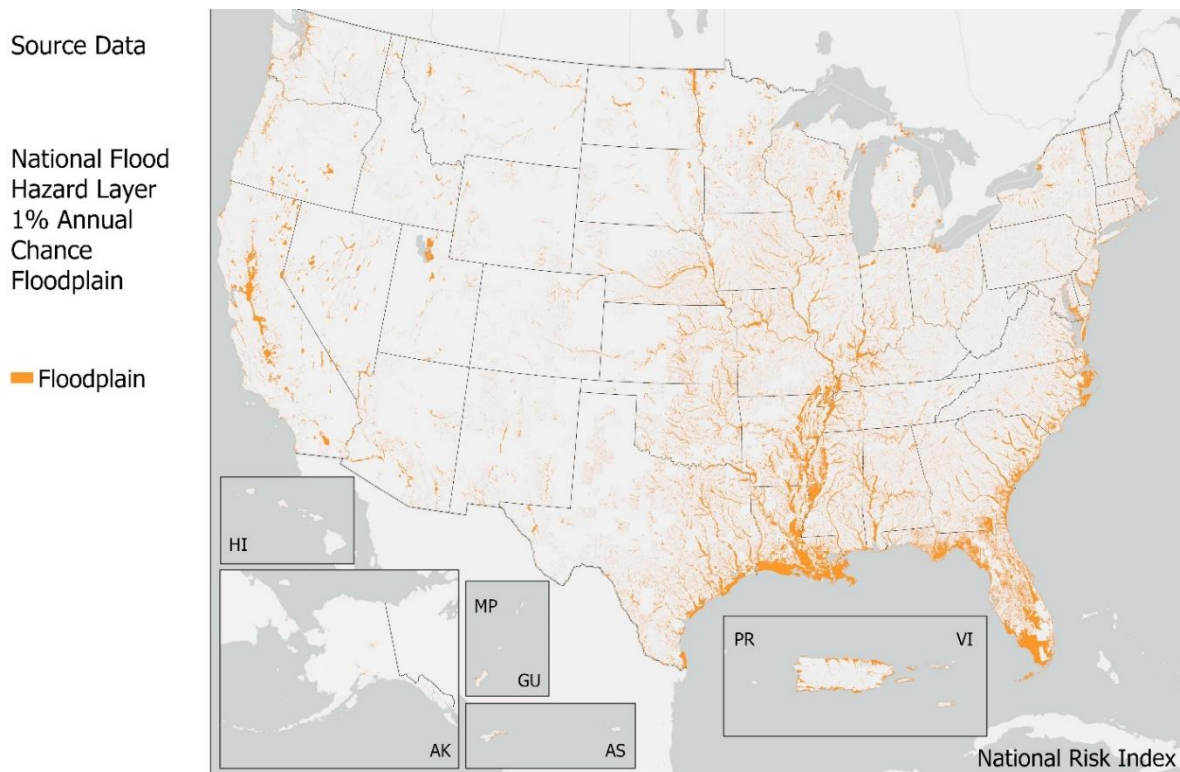 Source Data
National Flood
Hazard Layer
1% Annual
Chance
Floodplain
Floodplain
HI
AK
MP
GU
AS
PR
VI
National Risk Index